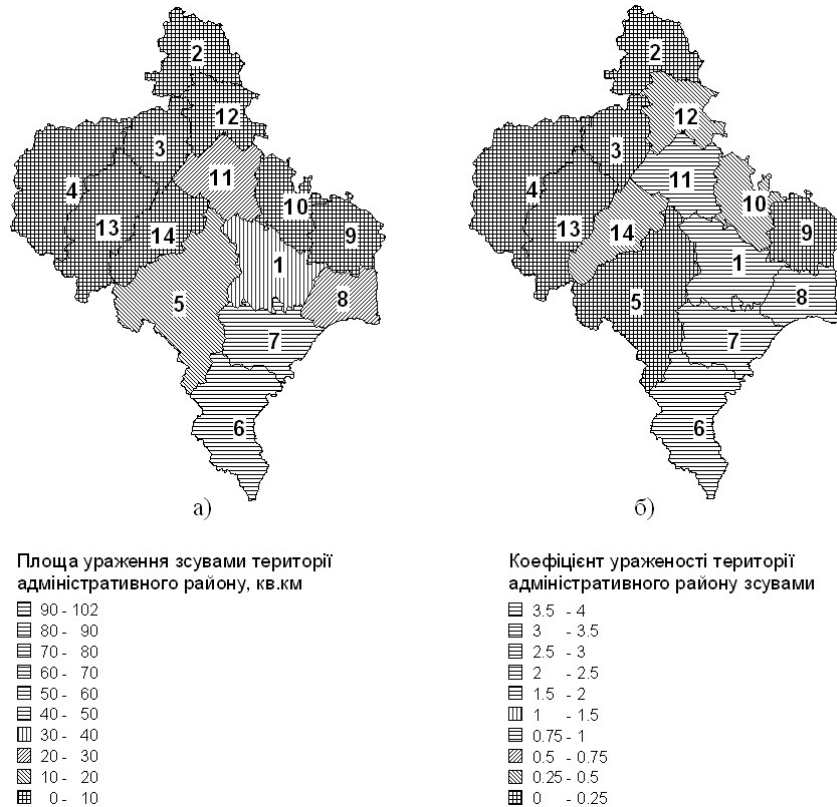 2
12
3
11
4
10
13
14
9
1
5
8
7
6
а)
2
12
3
11
4
10
13
14
9
1
5
8
7
6
б)
Площа ураження зсувами території
адміністративного району, кв.км
90 - 102
80 - 90
70 - 80
60 - 70
50 - 60
40 - 50
30 - 40
20 - 30
10 - 20
0 - 10
Коефіцієнт ураженості території
адміністративного району зсувами
3.5 - 4
3 - 3.5
2.5 - 3
2 - 2.5
1.5 - 2
1 - 1.5
0.75 - 1
0.5 - 0.75
0.25 - 0.5
0 - 0.25